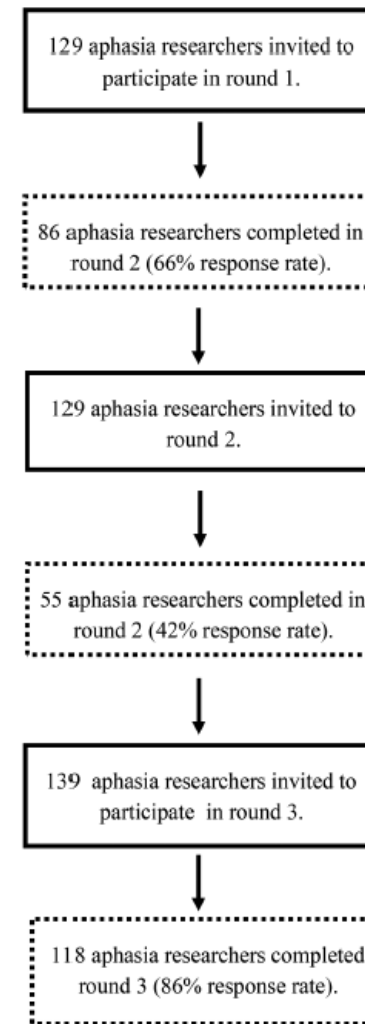 129 aphasia researchers invited to
participate in round 1.
86 aphasia researchers completed in
round 2 (66% response rate).
129 aphasia researchers invited to
round 2.
55 aphasia researchers completed in
round 2 (42% response rate).
139 aphasia researchers invited to
participate in round 3.
118 aphasia researchers completed
round 3 (86% response rate).